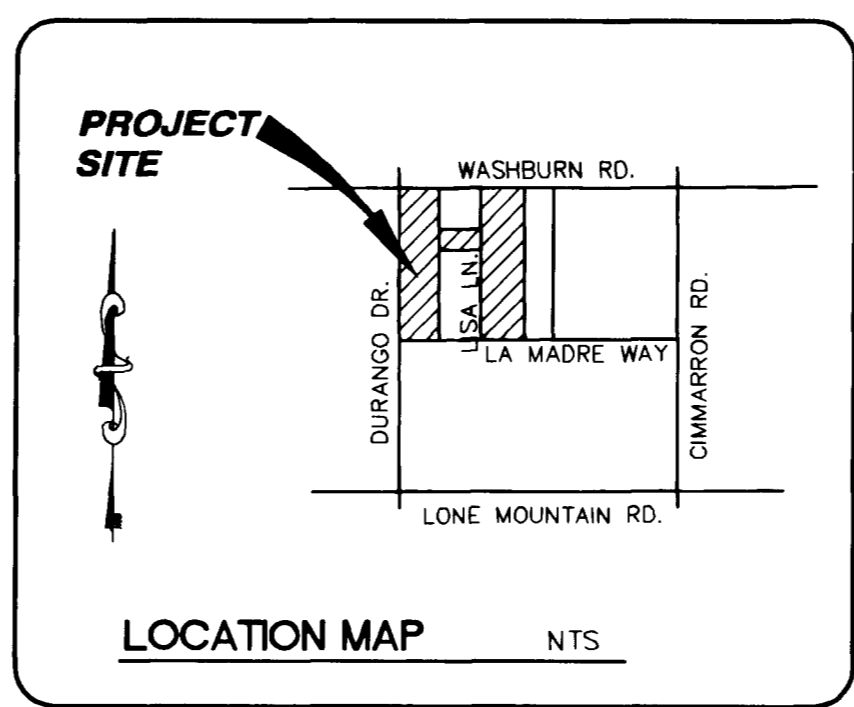 PROJECT
SITE
WASHBURN RD.
DURANGO DR.
LISA LN.
LA MADRE WAY
CIMMARRON RD.
LONE MOUNTAIN RD.
LOCATION MAP NTS